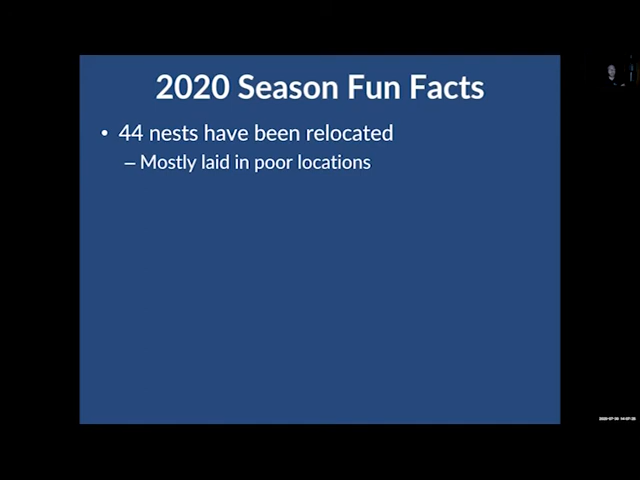 2020 Season Fun Facts
• 44 nests have been relocated
– Mostly laid in poor locations